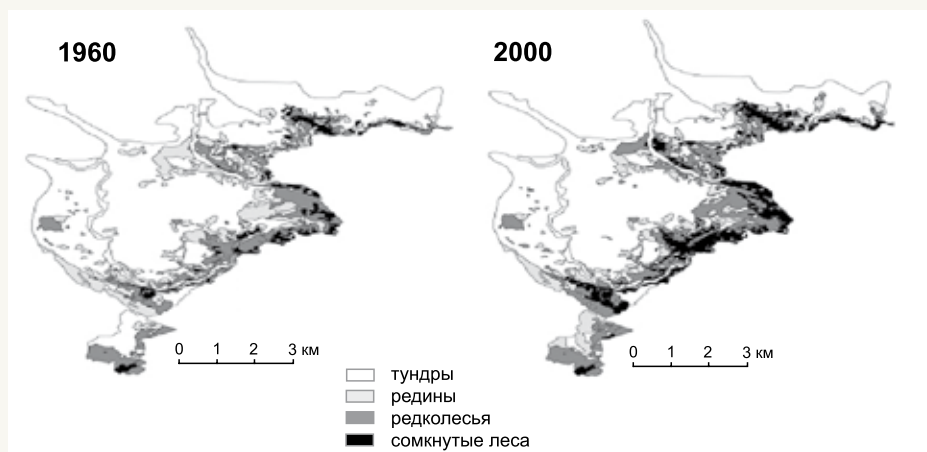 1960
2000
0 1 2 3 км
0 1 2 3 км
тундры
редины
редколесья
сомкнутые леса